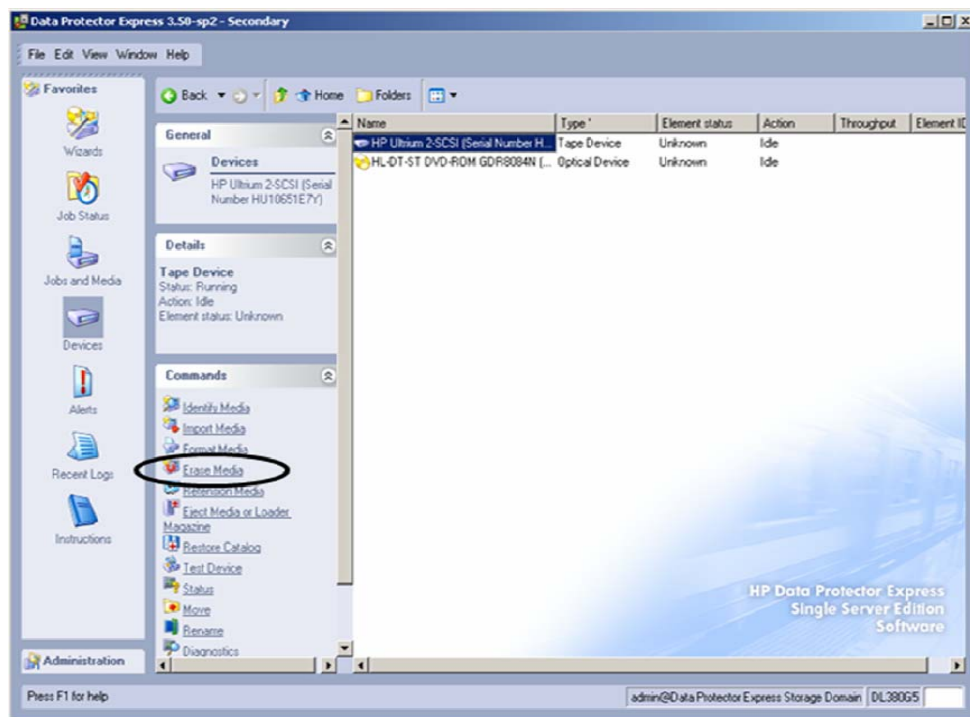 Data Protector Express 3.50-sp2 - Secondary
File Edit View Window Help
Favorites
Wizards
Job Status
Jobs and Media
Devices
Alerts
Recent Logs
Instructions
Administration
Back Home Folders
General
Devices
HP Ultrium 2-SCSI (Serial
Number HU10651E7Y)
Details
Tape Device
Status: Running
Action: Idle
Element status: Unknown
Commands
Identify Media
Import Media
Format Media
Erase Media
Retension Media
Eject Media or Loader
Magazine
Restore Catalog
Test Device
Status
Move
Rename
Diagnostics
Name Type Element status Action Throughput Element ID
HP Ultrium 2-SCSI (Serial Number H... Tape Device Unknown Idle
HL-DT-ST DVD-ROM GDR8084N (... Optical Device Unknown Idle
HP Data Protector Express
Single Server Edition
Software
Press F1 for help
admin@Data Protector Express Storage Domain DL380G5